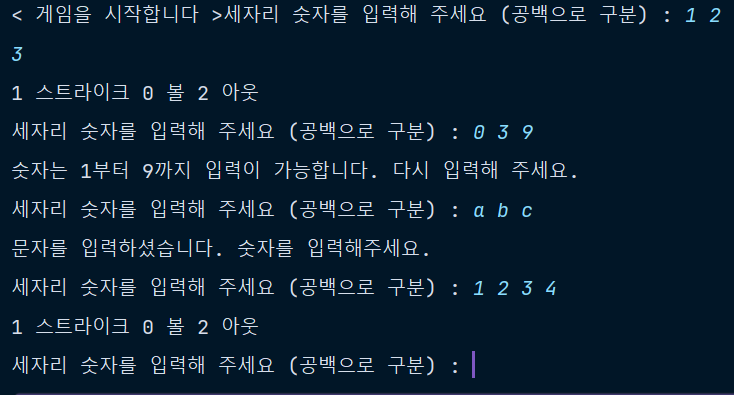 < 게임을 시작합니다 >세자리 숫자를 입력해 주세요 (공백으로 구분) : 1 2
3
1 스트라이크 0 볼 2 아웃
세자리 숫자를 입력해 주세요 (공백으로 구분) : 0 3 9
숫자는 1부터 9까지 입력이 가능합니다. 다시 입력해 주세요.
세자리 숫자를 입력해 주세요 (공백으로 구분) : a b c
문자를 입력하셨습니다. 숫자를 입력해주세요.
세자리 숫자를 입력해 주세요 (공백으로 구분) : 1 2 3 4
1 스트라이크 0 볼 2 아웃
세자리 숫자를 입력해 주세요 (공백으로 구분) :